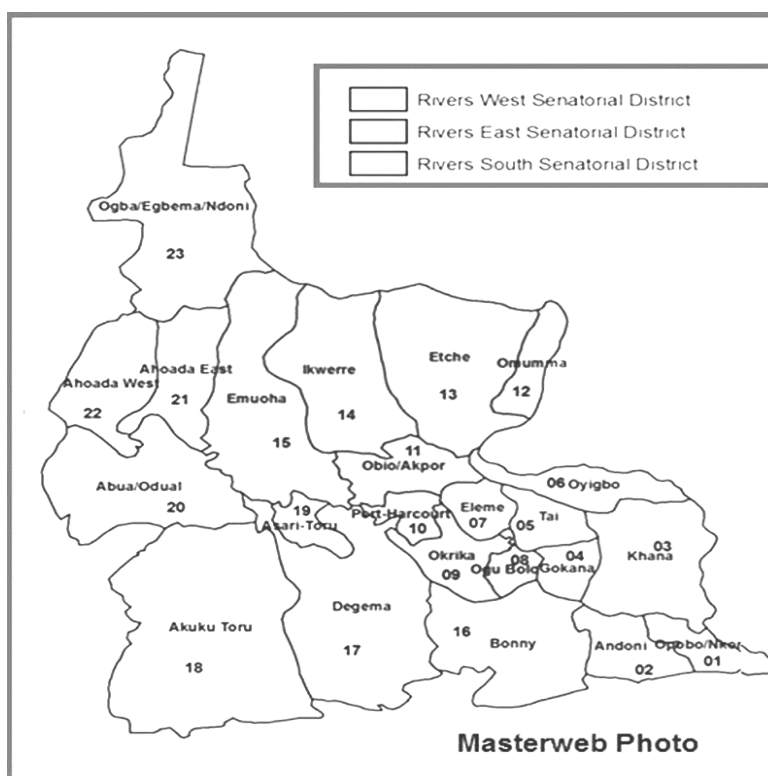 Rivers West Senatorial District
Rivers East Senatorial District
Rivers South Senatorial District
Ogba/Egbema/Ndoni
23
Ahoada West
22
Ahoada East
21
Emuoha
15
Ikwerre
14
Etche
13
Omumma
12
11
Obio/Akpor
06 Oyigbo
Abua/Odual
20
19
Asari-Toru
Port-Harcourt
10
Eleme
07
Tai
05
03
Khana
Okrika
09
08
Ogu Bolo
04
Gokana
Akuku Toru
18
Degema
17
16
Bonny
Andoni
02
01
Masterweb Photo